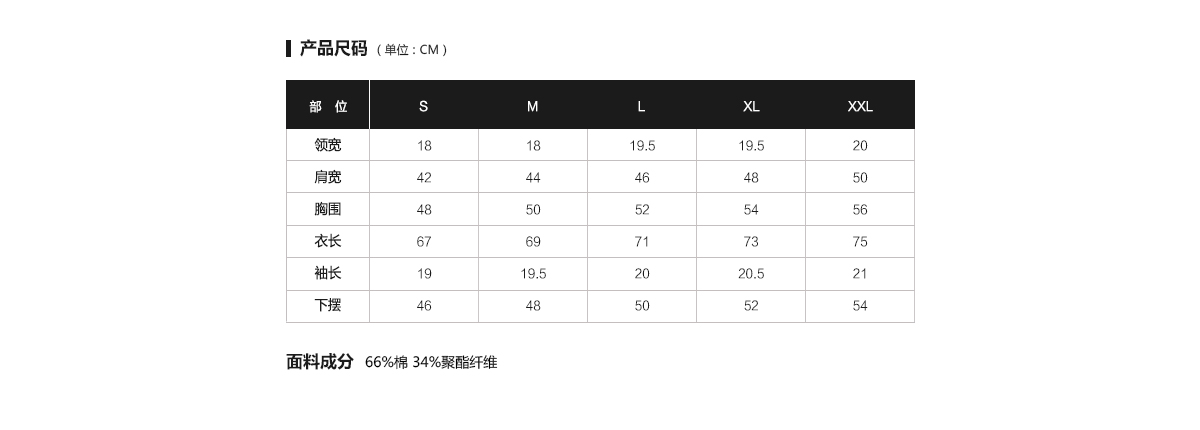 产品尺码（单位：CM）
部 位 S M L XL XXL
领宽 18 18 19.5 19.5 20
肩宽 42 44 46 48 50
胸围 48 50 52 54 56
衣长 67 69 71 73 75
袖长 19 19.5 20 20.5 21
下摆 46 48 50 52 54
面料成分 66%棉 34%聚酯纤维